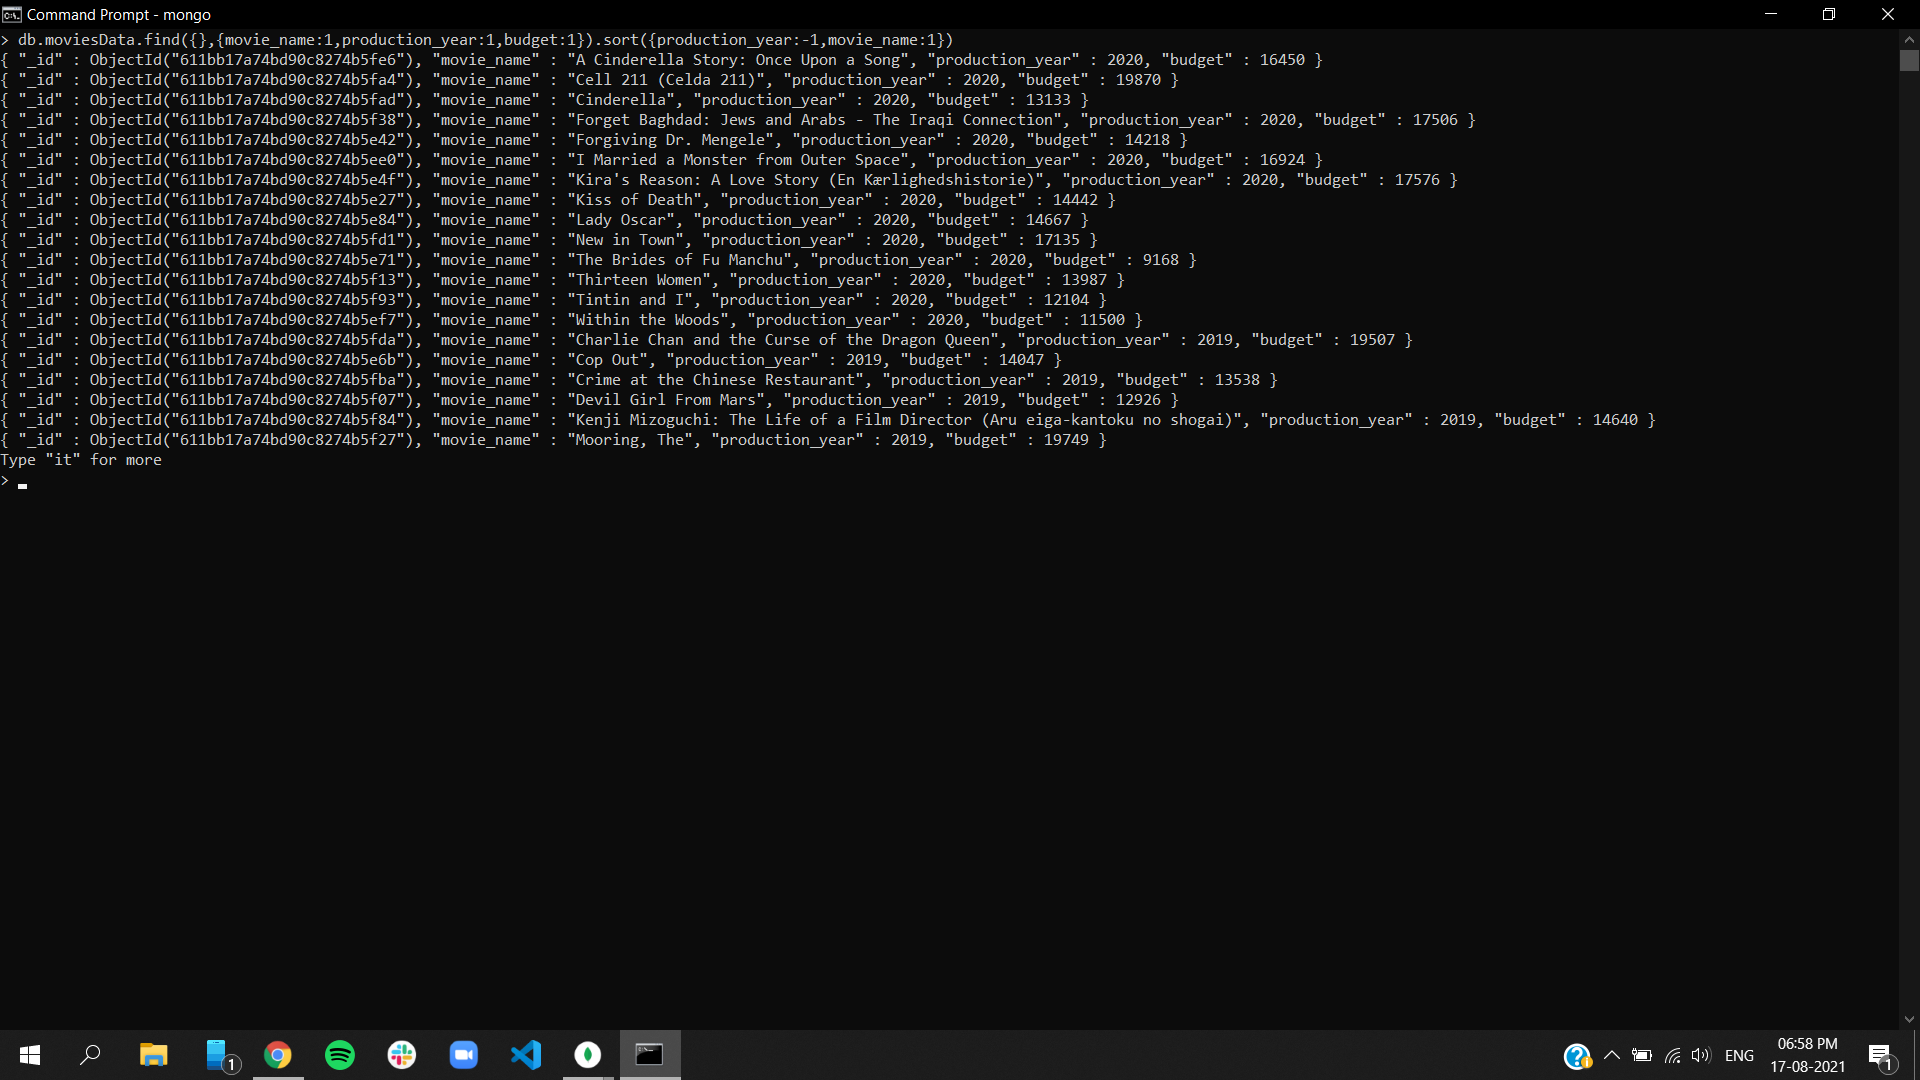 Command Prompt - mongo
> db.moviesData.find({},{movie_name:1,production_year:1,budget:1}).sort({production_year:-1,movie_name:1})
{ "_id" : ObjectId("611bb17a74bd90c8274b5fe6"), "movie_name" : "A Cinderella Story: Once Upon a Song", "production_year" : 2020, "budget" : 16450 }
{ "_id" : ObjectId("611bb17a74bd90c8274b5fa4"), "movie_name" : "Cell 211 (Celda 211)", "production_year" : 2020, "budget" : 19870 }
{ "_id" : ObjectId("611bb17a74bd90c8274b5fad"), "movie_name" : "Cinderella", "production_year" : 2020, "budget" : 13133 }
{ "_id" : ObjectId("611bb17a74bd90c8274b5f38"), "movie_name" : "Forget Baghdad: Jews and Arabs - The Iraqi Connection", "production_year" : 2020, "budget" : 17506 }
{ "_id" : ObjectId("611bb17a74bd90c8274b5e42"), "movie_name" : "Forgiving Dr. Mengele", "production_year" : 2020, "budget" : 14218 }
{ "_id" : ObjectId("611bb17a74bd90c8274b5ee0"), "movie_name" : "I Married a Monster from Outer Space", "production_year" : 2020, "budget" : 16924 }
{ "_id" : ObjectId("611bb17a74bd90c8274b5e4f"), "movie_name" : "Kira's Reason: A Love Story (En Kærlighedshistorie)", "production_year" : 2020, "budget" : 17576 }
{ "_id" : ObjectId("611bb17a74bd90c8274b5e27"), "movie_name" : "Kiss of Death", "production_year" : 2020, "budget" : 14442 }
{ "_id" : ObjectId("611bb17a74bd90c8274b5e84"), "movie_name" : "Lady Oscar", "production_year" : 2020, "budget" : 14667 }
{ "_id" : ObjectId("611bb17a74bd90c8274b5fd1"), "movie_name" : "New in Town", "production_year" : 2020, "budget" : 17135 }
{ "_id" : ObjectId("611bb17a74bd90c8274b5e71"), "movie_name" : "The Brides of Fu Manchu", "production_year" : 2020, "budget" : 9168 }
{ "_id" : ObjectId("611bb17a74bd90c8274b5f13"), "movie_name" : "Thirteen Women", "production_year" : 2020, "budget" : 13987 }
{ "_id" : ObjectId("611bb17a74bd90c8274b5f93"), "movie_name" : "Tintin and I", "production_year" : 2020, "budget" : 12104 }
{ "_id" : ObjectId("611bb17a74bd90c8274b5ef7"), "movie_name" : "Within the Woods", "production_year" : 2020, "budget" : 11500 }
{ "_id" : ObjectId("611bb17a74bd90c8274b5fda"), "movie_name" : "Charlie Chan and the Curse of the Dragon Queen", "production_year" : 2019, "budget" : 19507 }
{ "_id" : ObjectId("611bb17a74bd90c8274b5e6b"), "movie_name" : "Cop Out", "production_year" : 2019, "budget" : 14047 }
{ "_id" : ObjectId("611bb17a74bd90c8274b5fba"), "movie_name" : "Crime at the Chinese Restaurant", "production_year" : 2019, "budget" : 13538 }
{ "_id" : ObjectId("611bb17a74bd90c8274b5f07"), "movie_name" : "Devil Girl From Mars", "production_year" : 2019, "budget" : 12926 }
{ "_id" : ObjectId("611bb17a74bd90c8274b5f84"), "movie_name" : "Kenji Mizoguchi: The Life of a Film Director (Aru eiga-kantoku no shogai)", "production_year" : 2019, "budget" : 14640 }
{ "_id" : ObjectId("611bb17a74bd90c8274b5f27"), "movie_name" : "Mooring, The", "production_year" : 2019, "budget" : 19749 }
Type "it" for more
>
1
ENG
06:58 PM
17-08-2021
1